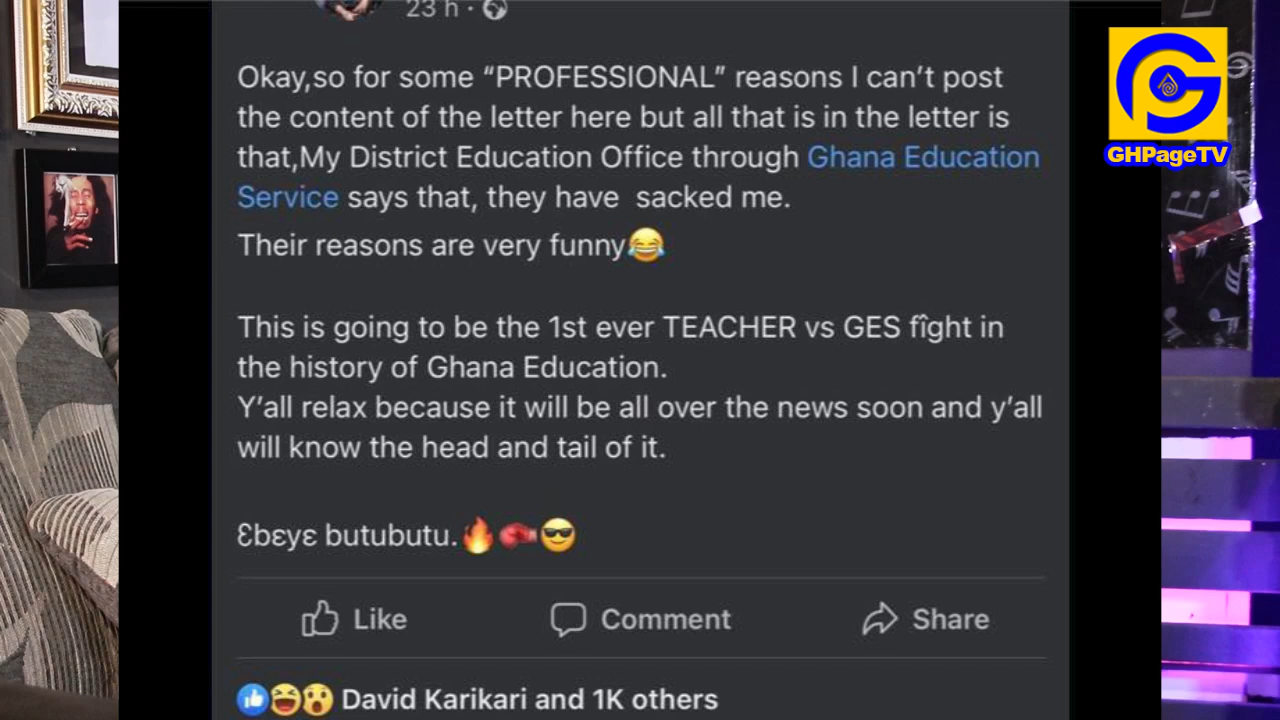 23 h ·
Okay,so for some “PROFESSIONAL” reasons I can’t post
the content of the letter here but all that is in the letter is
that,My District Education Office through Ghana Education
Service says that, they have sacked me.
Their reasons are very funny😂
This is going to be the 1st ever TEACHER vs GES fîght in
the history of Ghana Education.
Y’all relax because it will be all over the news soon and y’all
will know the head and tail of it.
Ɛbɛyɛ butubutu.🔥🥊😎
Like Comment Share
David Karikari and 1K others
GHPageTV